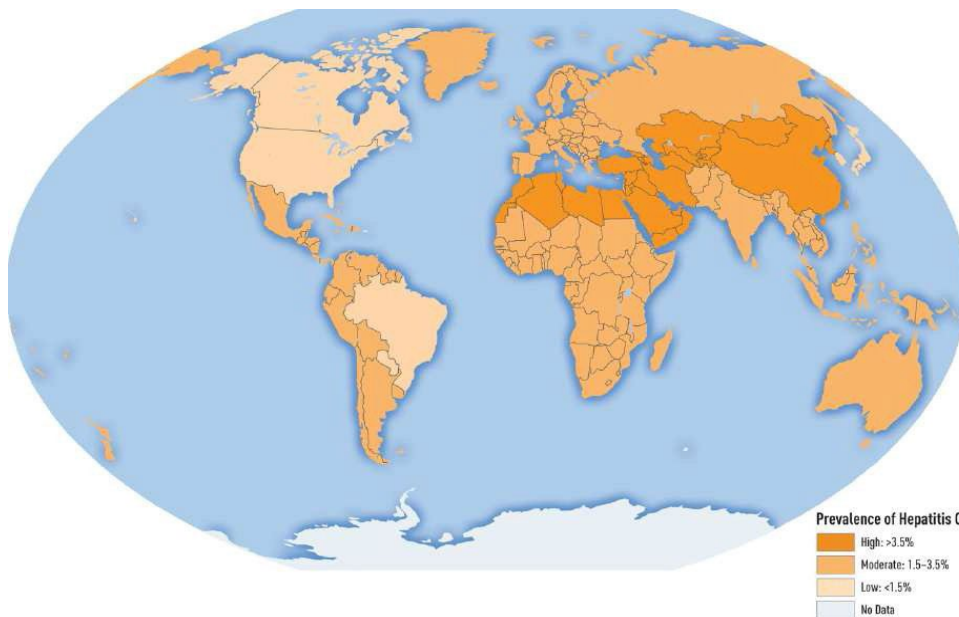 Prevalence of Hepatitis C
High: >3.5%
Moderate: 1.5–3.5%
Low: <1.5%
No Data